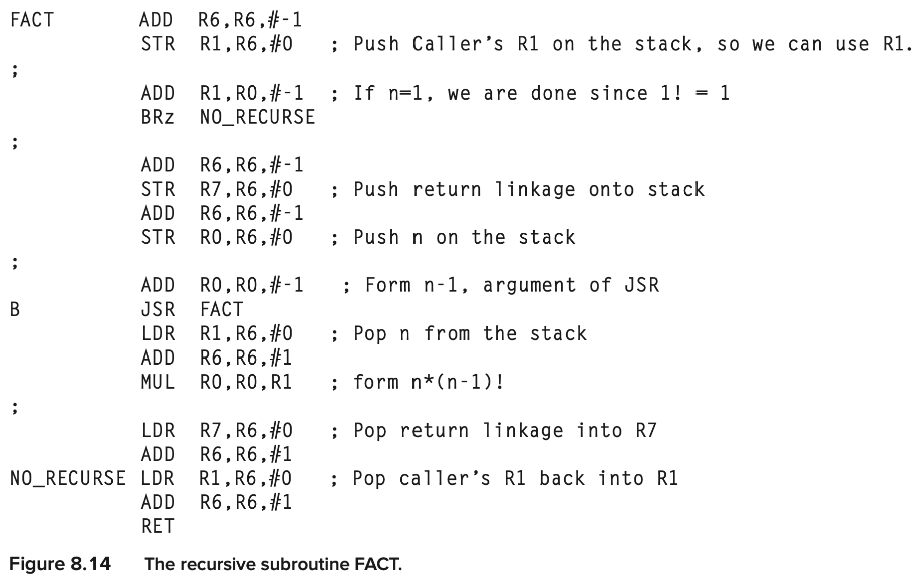 FACT ADD R6,R6,#-1
STR R1,R6,#0 ; Push Caller's R1 on the stack, so we can use R1.
;
ADD R1,R0,#-1 ; If n=1, we are done since 1! = 1
BRz NO_RECURSE
;
ADD R6,R6,#-1
STR R7,R6,#0 ; Push return linkage onto stack
ADD R6,R6,#-1
STR R0,R6,#0 ; Push n on the stack
;
ADD R0,R0,#-1 ; Form n-1, argument of JSR
B JSR FACT
LDR R1,R6,#0 ; Pop n from the stack
ADD R6,R6,#1
MUL R0,R0,R1 ; form n*(n-1)!
;
LDR R7,R6,#0 ; Pop return linkage into R7
ADD R6,R6,#1
NO_RECURSE LDR R1,R6,#0 ; Pop caller's R1 back into R1
ADD R6,R6,#1
RET
Figure 8.14 The recursive subroutine FACT.